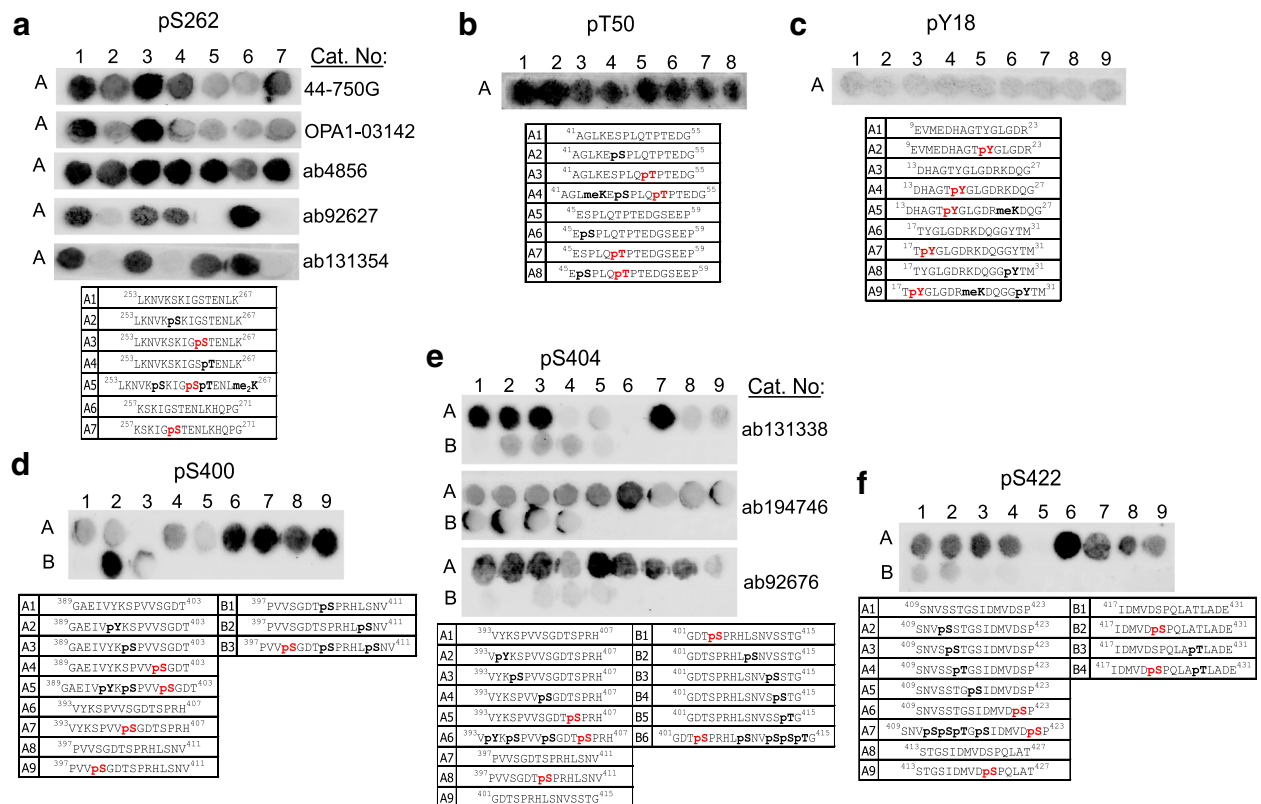 a
pS262
1 2 3 4 5 6 7 Cat. No:
A 44-750G
A OPA1-03142
A ab4856
A ab92627
A ab131354
A1 253LKNVKSKIGSTENLK267
A2 253LKNVKpSKIGSTENLK267
A3 253LKNVKSKIGpSTENLK267
A4 253LKNVKSKIGSpTENLK267
A5 253LKNVKpSKIGpSpTENLme2K267
A6 257KSKIGSTENLKHQPG271
A7 257KSKIGpSTENLKHQPG271
b
pT50
1 2 3 4 5 6 7 8
A
A1 41AGLKESPLQTPTEDG55
A2 41AGLKEpSPLQTPTEDG55
A3 41AGLKESPLQpTPTEDG55
A4 41AGLmeKEpSPLQpTPTEDG55
A5 45ESPLQTPTEDGSEEP59
A6 45EpSPLQTPTEDGSEEP59
A7 45ESPLQpTPTEDGSEEP59
A8 45EpSPLQpTPTEDGSEEP59
c
pY18
1 2 3 4 5 6 7 8 9
A
A1 9EVMEDHAGTYGLGDR23
A2 9EVMEDHAGTpYGLGDR23
A3 13DHAGTYGLGDRKDQG27
A4 13DHAGTpYGLGDRKDQG27
A5 13DHAGTpYGLGDRmeKDQG27
A6 17TYGLGDRKDQGGYTM31
A7 17TpYGLGDRKDQGGYTM31
A8 17TYGLGDRKDQGGpYTM31
A9 17TpYGLGDRmeKDQGGpYTM31
d
pS400
1 2 3 4 5 6 7 8 9
A
B
A1 389GAEIVYKSPVVSGDT403 B1 397PVVSGDTpSPRHLSNV411
A2 389GAEIVpYKSPVVSGDT403 B2 397PVVSGDTSPRHLpSNV411
A3 389GAEIVYKpSPVVSGDT403 B3 397PVVpSGDTpSPRHLpSNV411
A4 389GAEIVYKSPVVpSGDT403
A5 389GAEIVpYKpSPVVpSGDT403
A6 393VYKSPVVSGDTSPRH407
A7 393VYKSPVVpSGDTSPRH407
A8 397PVVSGDTSPRHLSNV411
A9 397PVVpSGDTSPRHLSNV411
e
pS404
1 2 3 4 5 6 7 8 9 Cat. No:
A
B
ab131338
A
B
ab194746
A
B
ab92676
A1 393VYKSPVVSGDTSPRH407 B1 401GDTpSPRHLSNVSSTG415
A2 393VpYKSPVVSGDTSPRH407 B2 401GDTSPRHLpSNVSSTG415
A3 393VYKpSPVVSGDTSPRH407 B3 401GDTSPRHLSNVpSSTG415
A4 393VYKSPVVpSGDTSPRH407 B4 401GDTSPRHLSNVSpSTG415
A5 393VYKSPVVSGDTpSPRH407 B5 401GDTSPRHLSNVSSpTG415
A6 393VpYKpSPVVpSGDTpSPRH407 B6 401GDTpSPRHLpSNVpSpSpTG415
A7 397PVVSGDTSPRHLSNV411
A8 397PVVSGDTpSPRHLSNV411
A9 401GDTSPRHLSNVSSTG415
f
pS422
1 2 3 4 5 6 7 8 9
A
B
A1 409SNVSSTGSIDMVDSP423 B1 417IDMVDSPQLATLADE431
A2 409SNVpSSTGSIDMVDSP423 B2 417IDMVDpSPQLATLADE431
A3 409SNVSpSTGSIDMVDSP423 B3 417IDMVDSPQLApTLADE431
A4 409SNVSSpTGSIDMVDSP423 B4 417IDMVDpSPQLApTLADE431
A5 409SNVSSTGpSIDMVDSP423
A6 409SNVSSTGSIDMVDpSP423
A7 409SNVpSpSpTGpSIDMVDpSP423
A8 413STGSIDMVDSPQLAT427
A9 413STGSIDMVDpSPQLAT427